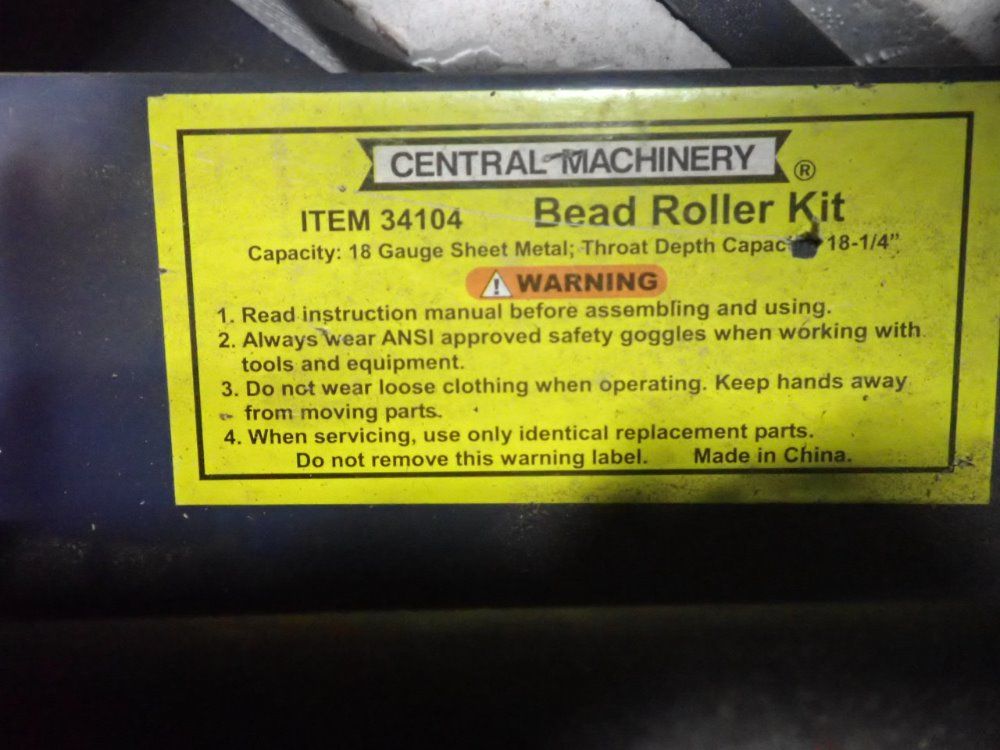 CENTRAL MACHINERY ®
ITEM 34104 Bead Roller Kit
Capacity: 18 Gauge Sheet Metal; Throat Depth 18-1/4”
WARNING
1. Read instruction manual before assembling and using.
2. Always wear ANSI approved safety goggles when working with
tools and equipment.
3. Do not wear loose clothing when operating. Keep hands away
from moving parts.
4. When servicing, use only identical replacement parts.
Do not remove this warning label. Made in China.